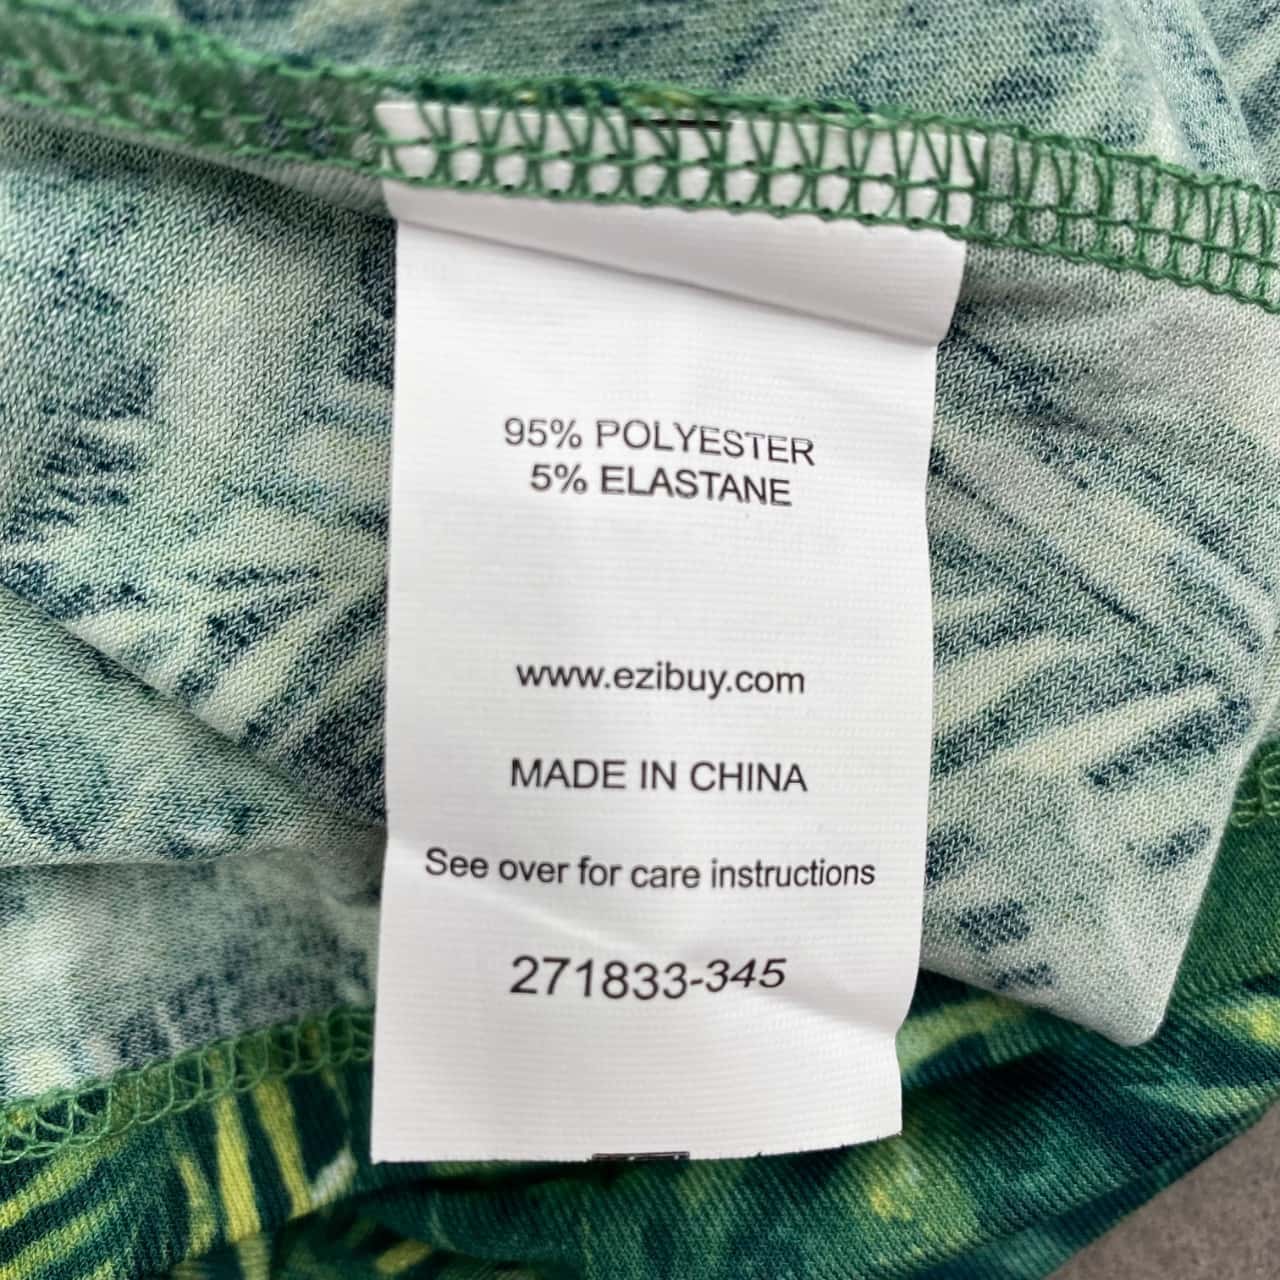 95% POLYESTER
5% ELASTANE
www.ezibuy.com
MADE IN CHINA
See over for care instructions
271833-345